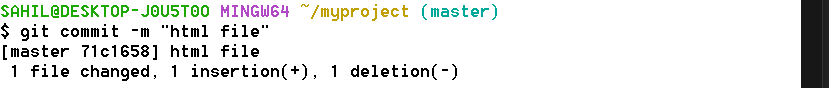 SAHIL@DESKTOP-J0U5T0O MINGW64 ~/myproject (master)
$ git commit -m "html file"
[master 71c1658] html file
 1 file changed, 1 insertion(+), 1 deletion(-)